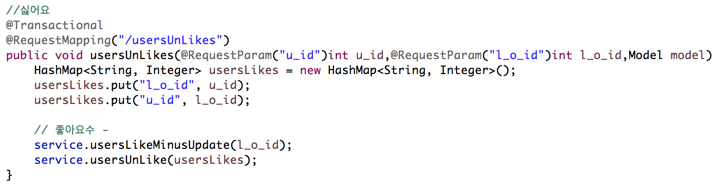 //싫어요
@Transactional
@RequestMapping("/usersUnLikes")
public void usersUnLikes(@RequestParam("u_id")int u_id,@RequestParam("l_o_id")int l_o_id,Model model)
    HashMap<String, Integer> usersLikes = new HashMap<String, Integer>();
    usersLikes.put("l_o_id", u_id);
    usersLikes.put("u_id", l_o_id);

    // 좋아요수 -
    service.usersLikeMinusUpdate(l_o_id);
    service.usersUnLike(usersLikes);
}